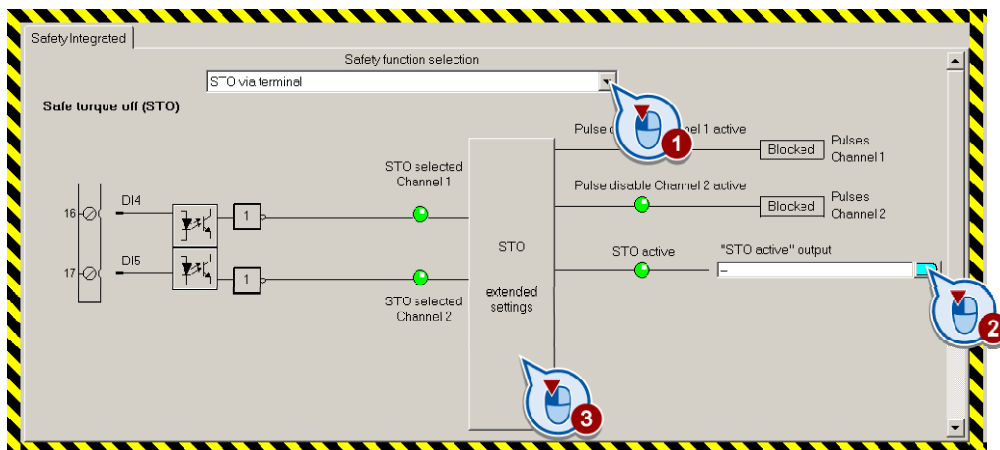 Safety Integrated
Safety function selection
STO via terminal
Safe torque off (STO)
Pulse d nel 1 active
1
Blocked
Pulses
Channel 1
STO selected
Channel 1
Pulse disable Channel 2 active
Blocked
Pulses
Channel 2
16
DI4
1
STO
STO active
"STO active" output
–
17
DI5
1
extended
settings
STO selected
Channel 2
2
3